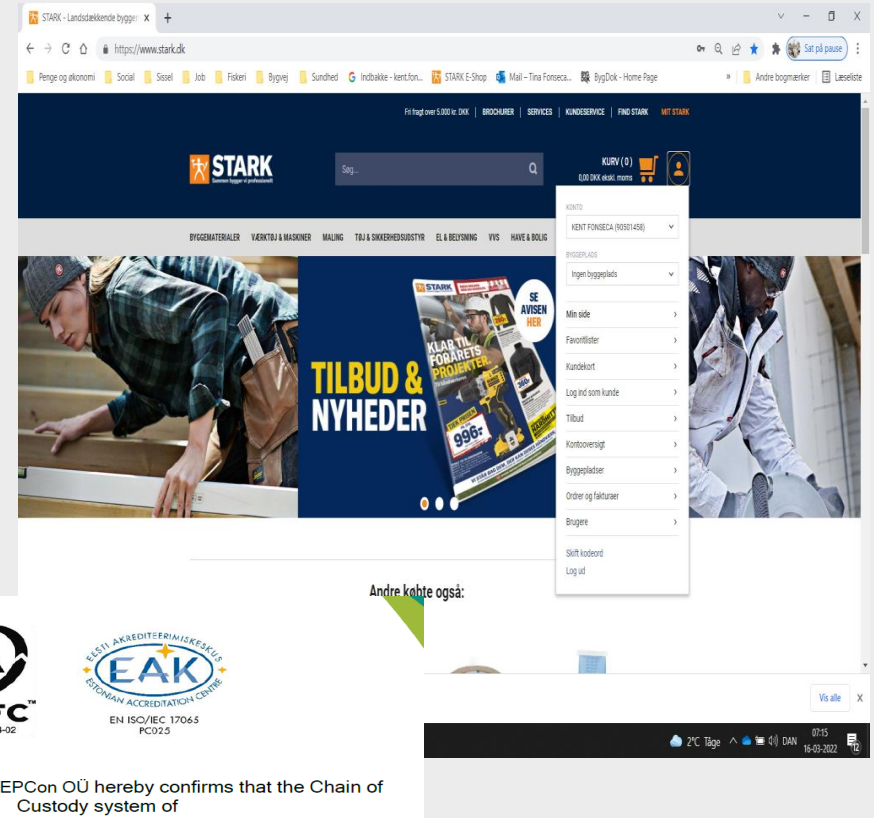 STARK - Landsdækkende bygge
https://www.stark.dk
Sat på pause
Penge og økonomi Social Sissel Job Fiskeri Bygvej Sundhed Indbakke - kent.fon... STARK E-Shop Mail – Tina Fonseca... BygDok - Home Page » Andre bogmærker Læseliste
Fri fragt over 5.000 kr. DKK | BROCHURER | SERVICES | KUNDESERVICE | FIND STARK MIT STARK
STARK
Sammen bygger vi professionelt
Søg...
KURV ( 0 )
0,00 DKK ekskl. moms
BYGGEMATERIALER VÆRKTØJ & MASKINER MALING TØJ & SIKKERHEDSUDSTYR EL & BELYSNING VVS HAVE & BOLIG
KONTO
KENT FONSECA (90501458)
BYGGEPLADS
Ingen byggeplads
Min side
Favoritlister
Kundekort
Log ind som kunde
Tilbud
Kontooversigt
Byggepladser
Ordrer og fakturaer
Brugere
Skift kodeord
Log ud
TILBUD &
NYHEDER
STARK
KLAR TIL
FORÅRETS
PROJEKTER
996:-
SE
AVISEN
HER
Andre købte også:
Vis alle X
2°C Tåge DAN 07:15
16-03-2022
12
FC™
-02
EESTI AKREDITEERIMISKESKUS
EAK
ESTONIAN ACCREDITATION CENTRE
EN ISO/IEC 17065
PC025
EPCon OÜ hereby confirms that the Chain of
Custody system of